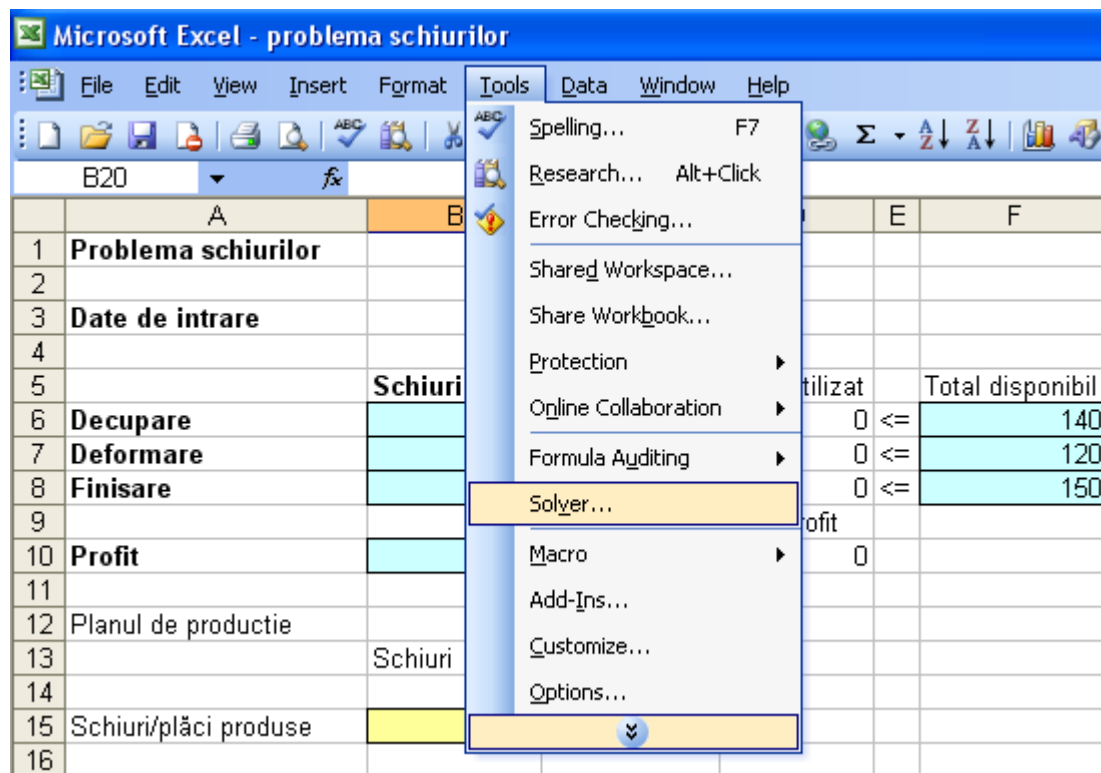 Microsoft Excel - problema schiurilor
File Edit View Insert Format Tools Data Window Help
B20 fx
A B E F
1 Problema schiurilor
2
3 Date de intrare
4
5 Schiuri tilizat Total disponibil
6 Decupare 0 <= 140
7 Deformare 0 <= 120
8 Finisare 0 <= 150
9 rofit
10 Profit 0
11
12 Planul de productie
13 Schiuri
14
15 Schiuri/plăci produse
16
Spelling... F7
Research... Alt+Click
Error Checking...
Shared Workspace...
Share Workbook...
Protection
Online Collaboration
Formula Auditing
Solver...
Macro
Add-Ins...
Customize...
Options...